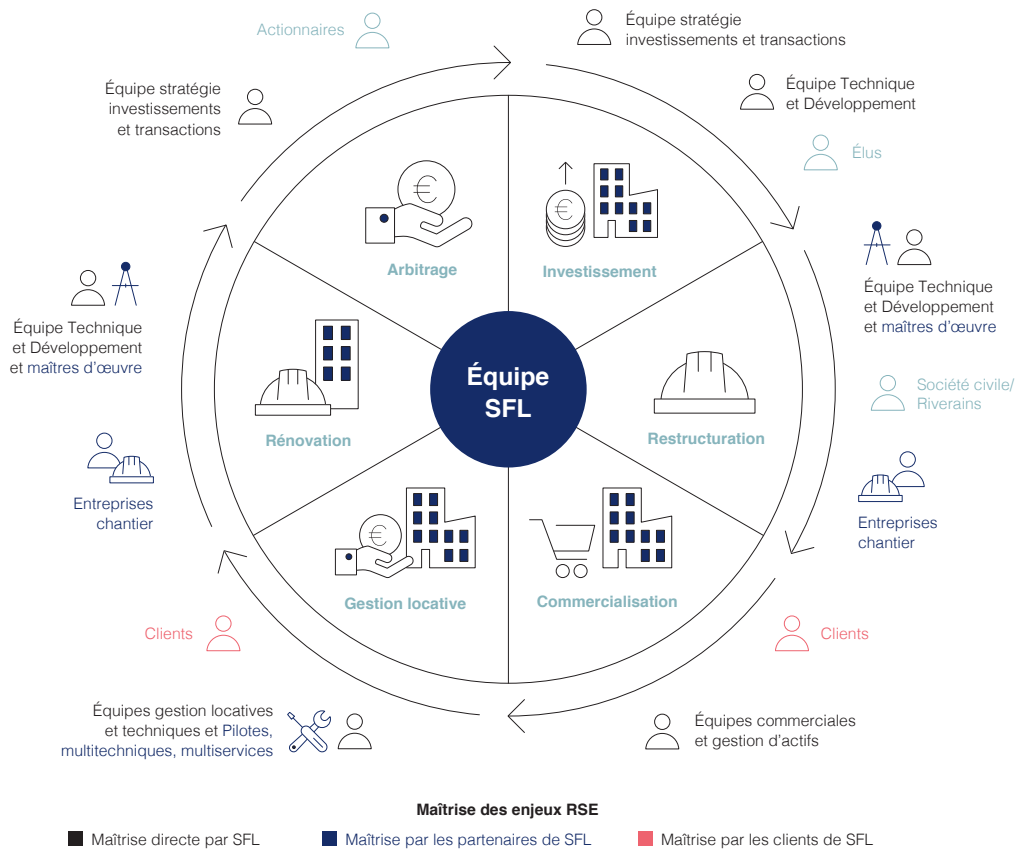 Actionnaires
Équipe stratégie
investissements et transactions
Équipe stratégie
investissements
et transactions
Équipe Technique
et Développement
Élus
Arbitrage
Investissement
Équipe Technique
et Développement
et maîtres d'œuvre
Équipe Technique
et Développement
et maîtres d'œuvre
Équipe
SFL
Société civile/
Riverains
Rénovation
Restructuration
Entreprises
chantier
Entreprises
chantier
Gestion locative
Commercialisation
Clients
Clients
Équipes gestion locatives
et techniques et Pilotes,
multitechniques, multiservices
Équipes commerciales
et gestion d'actifs
Maîtrise des enjeux RSE
Maîtrise directe par SFL
Maîtrise par les partenaires de SFL
Maîtrise par les clients de SFL